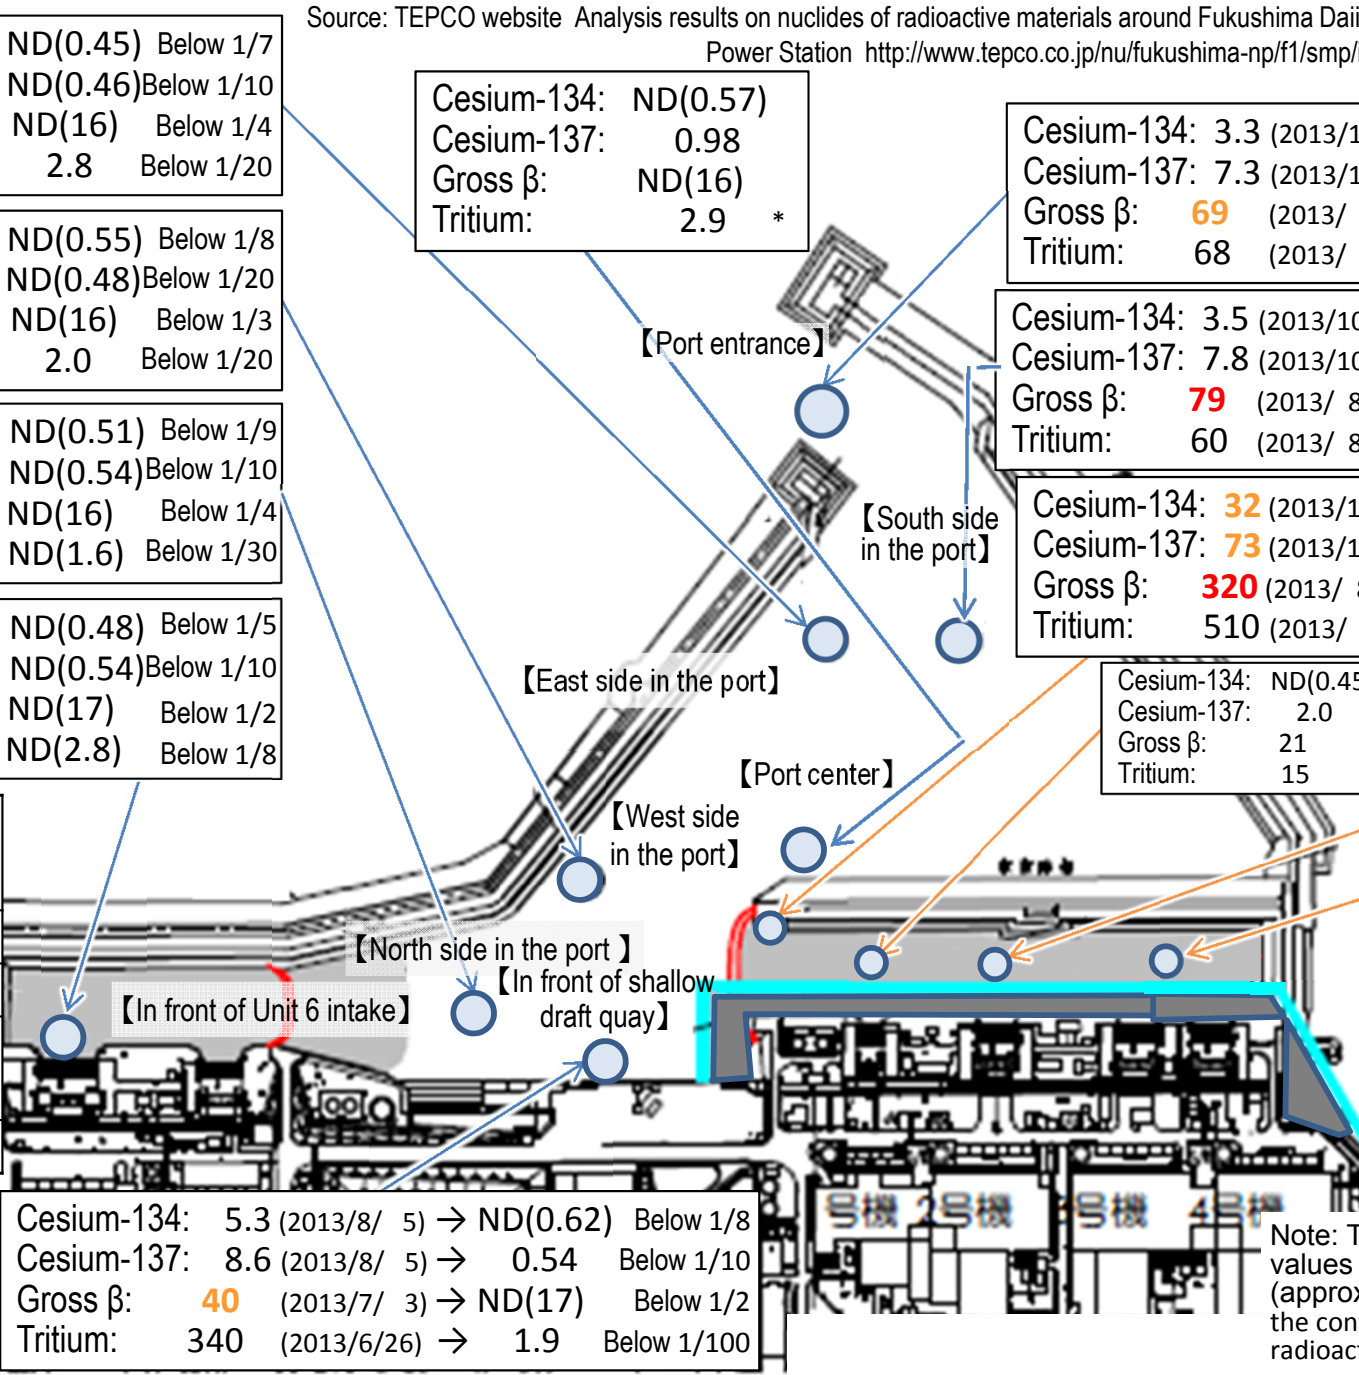 Source: TEPCO website Analysis results on nuclides of radioactive materials around Fukushima Daii
Power Station http://www.tepco.co.jp/nu/fukushima-np/f1/smp/
ND(0.45) Below 1/7
ND(0.46) Below 1/10
ND(16) Below 1/4
2.8 Below 1/20
Cesium-134: ND(0.57)
Cesium-137: 0.98
Gross β: ND(16)
Tritium: 2.9 *
Cesium-134: 3.3 (2013/1
Cesium-137: 7.3 (2013/1
Gross β: 69 (2013/
Tritium: 68 (2013/
ND(0.55) Below 1/8
ND(0.48) Below 1/20
ND(16) Below 1/3
2.0 Below 1/20
Cesium-134: 3.5 (2013/10
Cesium-137: 7.8 (2013/10
Gross β: 79 (2013/ 8
Tritium: 60 (2013/ 8
【Port entrance】
ND(0.51) Below 1/9
ND(0.54) Below 1/10
ND(16) Below 1/4
ND(1.6) Below 1/30
Cesium-134: 32 (2013/1
Cesium-137: 73 (2013/1
Gross β: 320 (2013/ 8
Tritium: 510 (2013/
【South side
in the port】
ND(0.48) Below 1/5
ND(0.54) Below 1/10
ND(17) Below 1/2
ND(2.8) Below 1/8
【East side in the port】
Cesium-134: ND(0.45
Cesium-137: 2.0
Gross β: 21
Tritium: 15
【Port center】
【West side
in the port】
【North side in the port 】
【In front of shallow
draft quay】
【In front of Unit 6 intake】
号機 2号機 号機 4号機
Cesium-134: 5.3 (2013/8/ 5) → ND(0.62) Below 1/8
Cesium-137: 8.6 (2013/8/ 5) → 0.54 Below 1/10
Gross β: 40 (2013/7/ 3) → ND(17) Below 1/2
Tritium: 340 (2013/6/26) → 1.9 Below 1/100
Note: T
values
(approx
the con
radioact